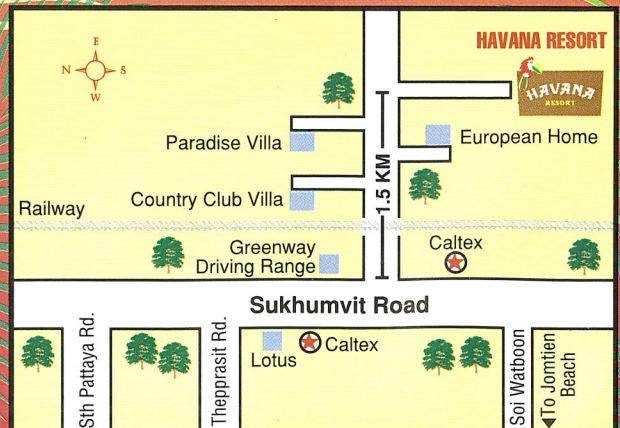 HAVANA RESORT
E
N
S
W
HAVANA
RESORT
Paradise Villa
European Home
1.5 KM
Country Club Villa
Railway
Greenway
Driving Range
Caltex
Sukhumvit Road
Sth Pattaya Rd.
Thepprasit Rd.
Lotus
Caltex
Soi Watboon
To Jomtien
Beach